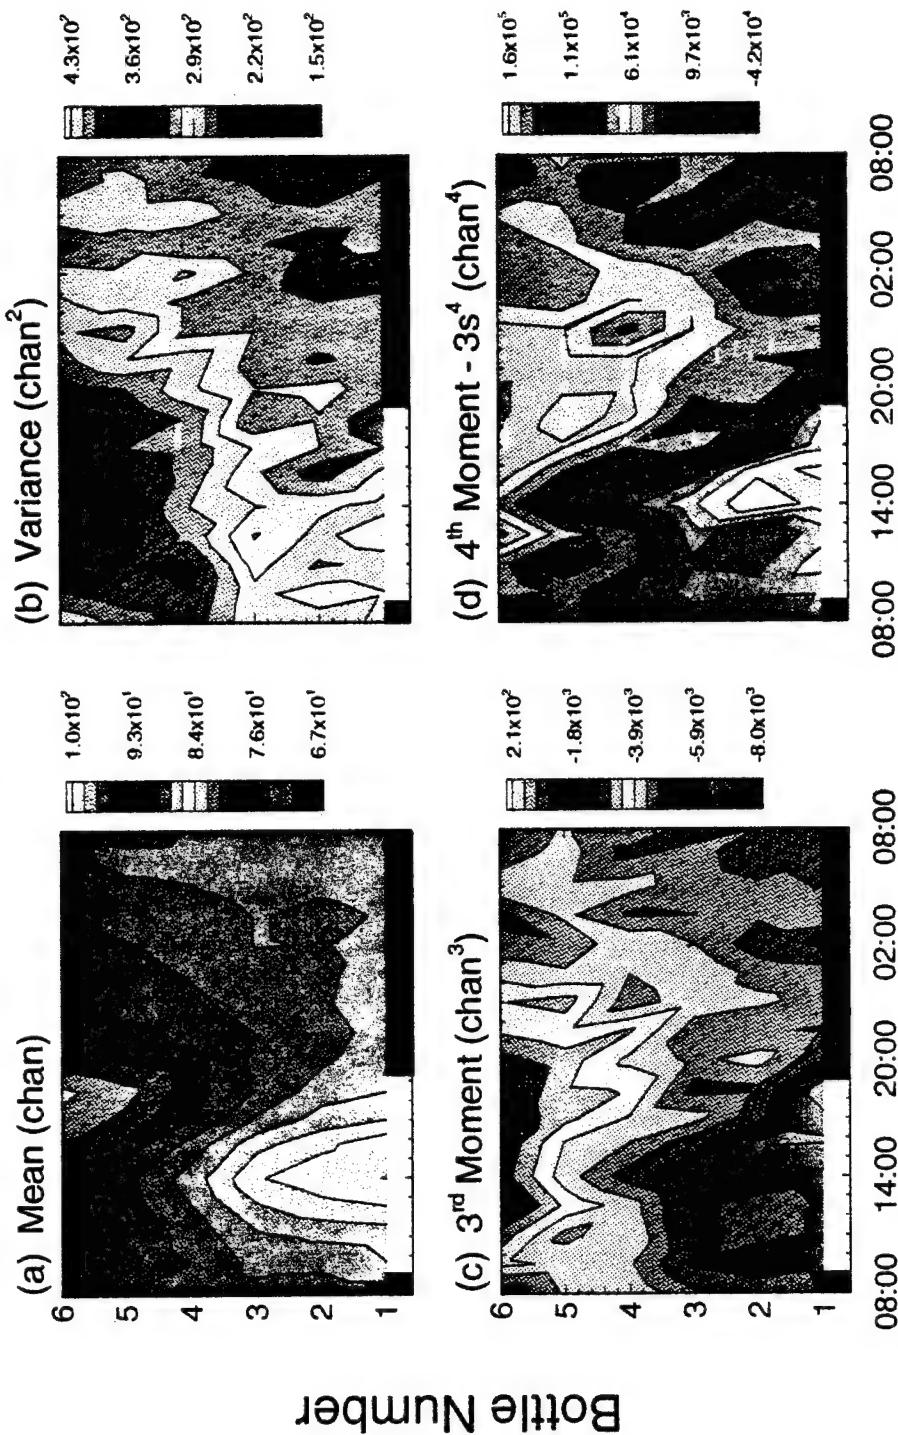 (a) Mean (chan)
1.0x10²
9.3x10¹
8.4x10¹
7.6x10¹
6.7x10¹
(b) Variance (chan²)
4.3x10²
3.6x10²
2.9x10²
2.2x10²
1.5x10²
(c) 3rd Moment (chan³)
2.1x10²
-1.8x10³
-3.9x10³
-5.9x10³
-8.0x10³
(d) 4th Moment - 3s⁴ (chan⁴)
1.6x10⁵
1.1x10⁵
6.1x10⁴
9.7x10³
-4.2x10⁴
6
5
4
3
2
1
6
5
4
3
2
1
Bottle Number
08:00
14:00
20:00
02:00
08:00
08:00
14:00
20:00
02:00
08:00